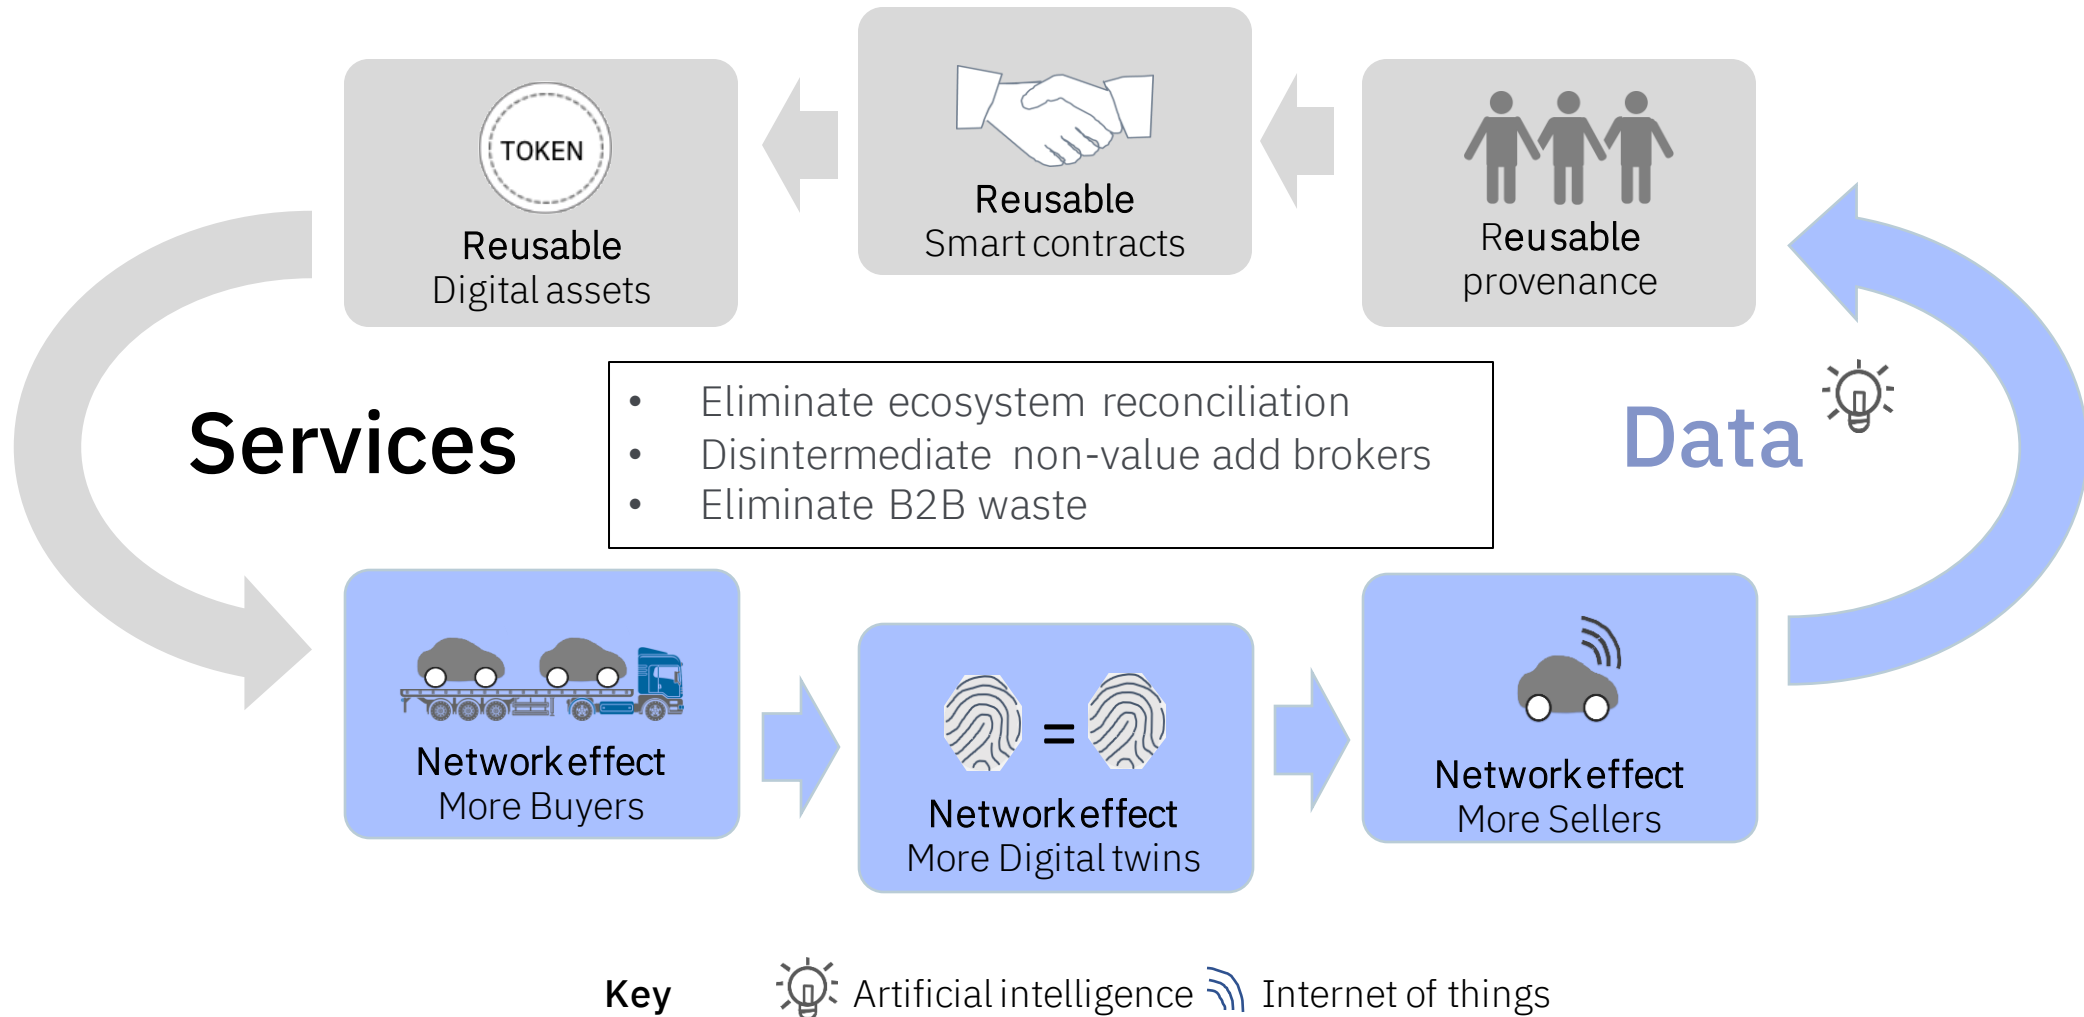 TOKEN
Reusable
Digital assets
Reusable
Smart contracts
Reusable
provenance
Services
• Eliminate ecosystem reconciliation
• Disintermediate non-value add brokers
• Eliminate B2B waste
Data
Network effect
More Buyers
=
Network effect
More Digital twins
Network effect
More Sellers
Key
Artificial intelligence
Internet of things